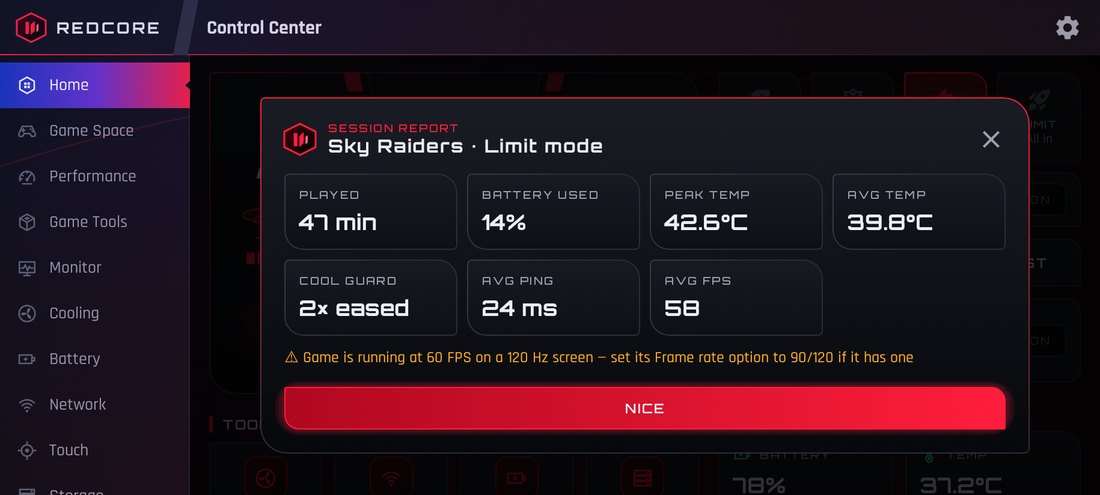 REDCORE
Control Center
Home
Game Space
Performance
Game Tools
Monitor
Cooling
Battery
Network
Touch
Storage
SESSION REPORT
Sky Raiders · Limit mode
PLAYED
47 min
BATTERY USED
14%
PEAK TEMP
42.6°C
AVG TEMP
39.8°C
COOL GUARD
2x eased
AVG PING
24 ms
AVG FPS
58
⚠ Game is running at 60 FPS on a 120 Hz screen – set its Frame rate option to 90/120 if it has one
NICE
BATTERY
78%
TEMP
37.2°C